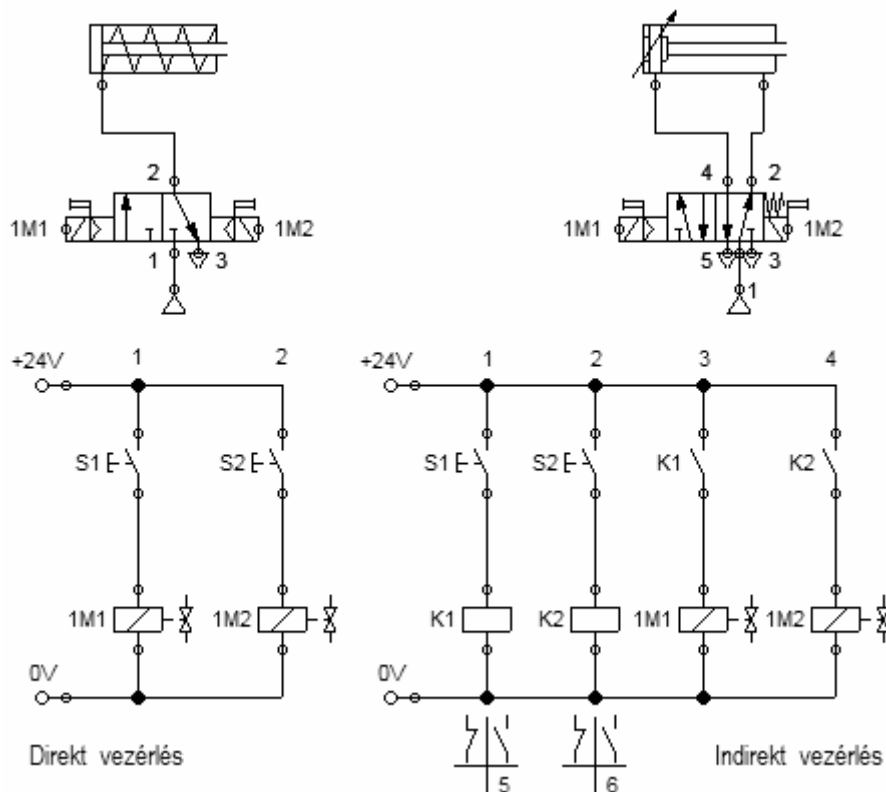 2
4 2
1M1 1M2
1M1 1M2
1 3
5 3
1
+24V 1 2
+24V 1 2 3 4
S1 S2
S1 S2 K1 K2
1M1 1M2
K1 K2 1M1 1M2
0V
0V
Direkt vezérlés
Indirekt vezérlés
5 6